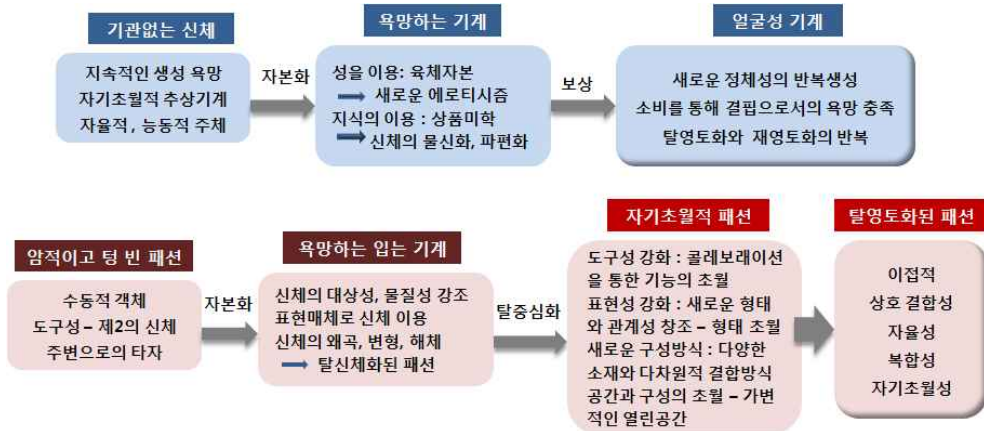 기관없는 신체
지속적인 생성 욕망
자기초월적 추상기계
자율적 , 능동적 주체
자본화
욕망하는 기계
성을 이용: 육체자본
새로운 에로티시즘
지식의 이용 : 상품미학
신체의 물신화, 파편화
보상
얼굴성 기계
새로운 정체성의 반복생성
소비를 통해 결핍으로서의 욕망 충족
탈영토화와 재영토화의 반복
암적이고 텅 빈 패션
수동적 객체
도구성 – 제2의 신체
주변으로의 타자
자본화
욕망하는 입는 기계
신체의 대상성, 물질성 강조
표현매체로 신체 이용
신체의 왜곡, 변형, 해체
탈신체화된 패션
탈중심화
자기초월적 패션
도구성 강화 : 콜레보래이션
을 통한 기능의 초월
표현성 강화 : 새로운 형태
와 관계성 창조 – 형태 초월
새로운 구성방식 : 다양한
소재와 다차원적 결합방식
공간과 구성의 초월 – 가변
적인 열린공간
탈영토화된 패션
이접적
상호 결합성
자율성
복합성
자기초월성